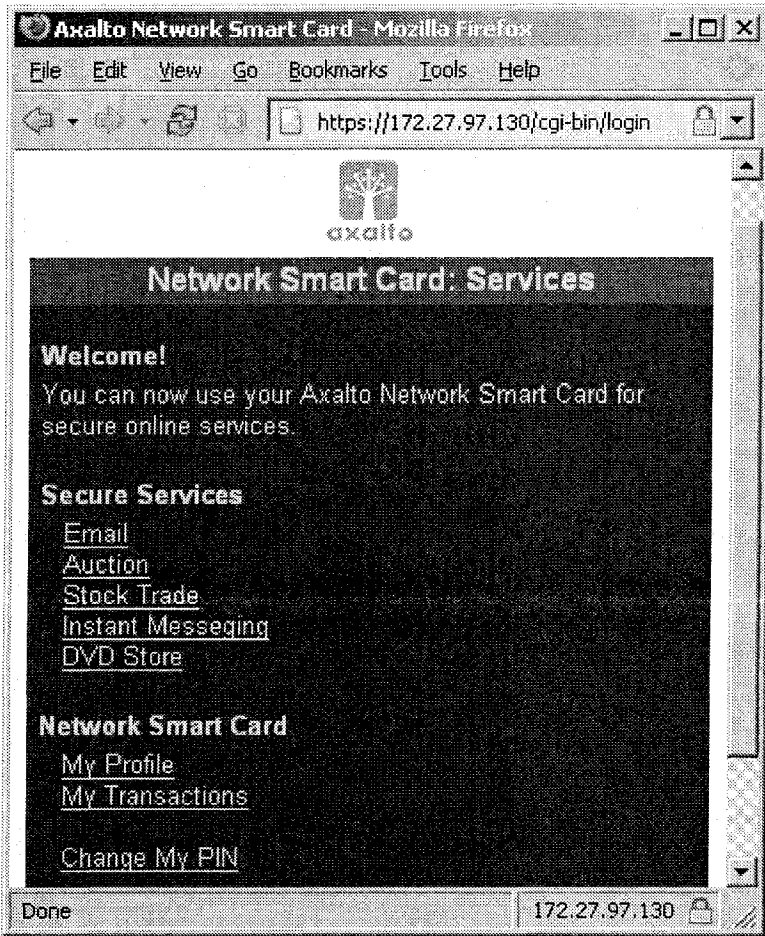 Axalto Network Smart Card - Mozilla Firefox
File Edit View Go Bookmarks Tools Help
https://172.27.97.130/cgi-bin/login
axalto
Network Smart Card: Services
Welcome!
You can now use your Axalto Network Smart Card for
secure online services.
Secure Services
Email
Auction
Stock Trade
Instant Messeging
DVD Store
Network Smart Card
My Profile
My Transactions
Change My PIN
Done 172.27.97.130